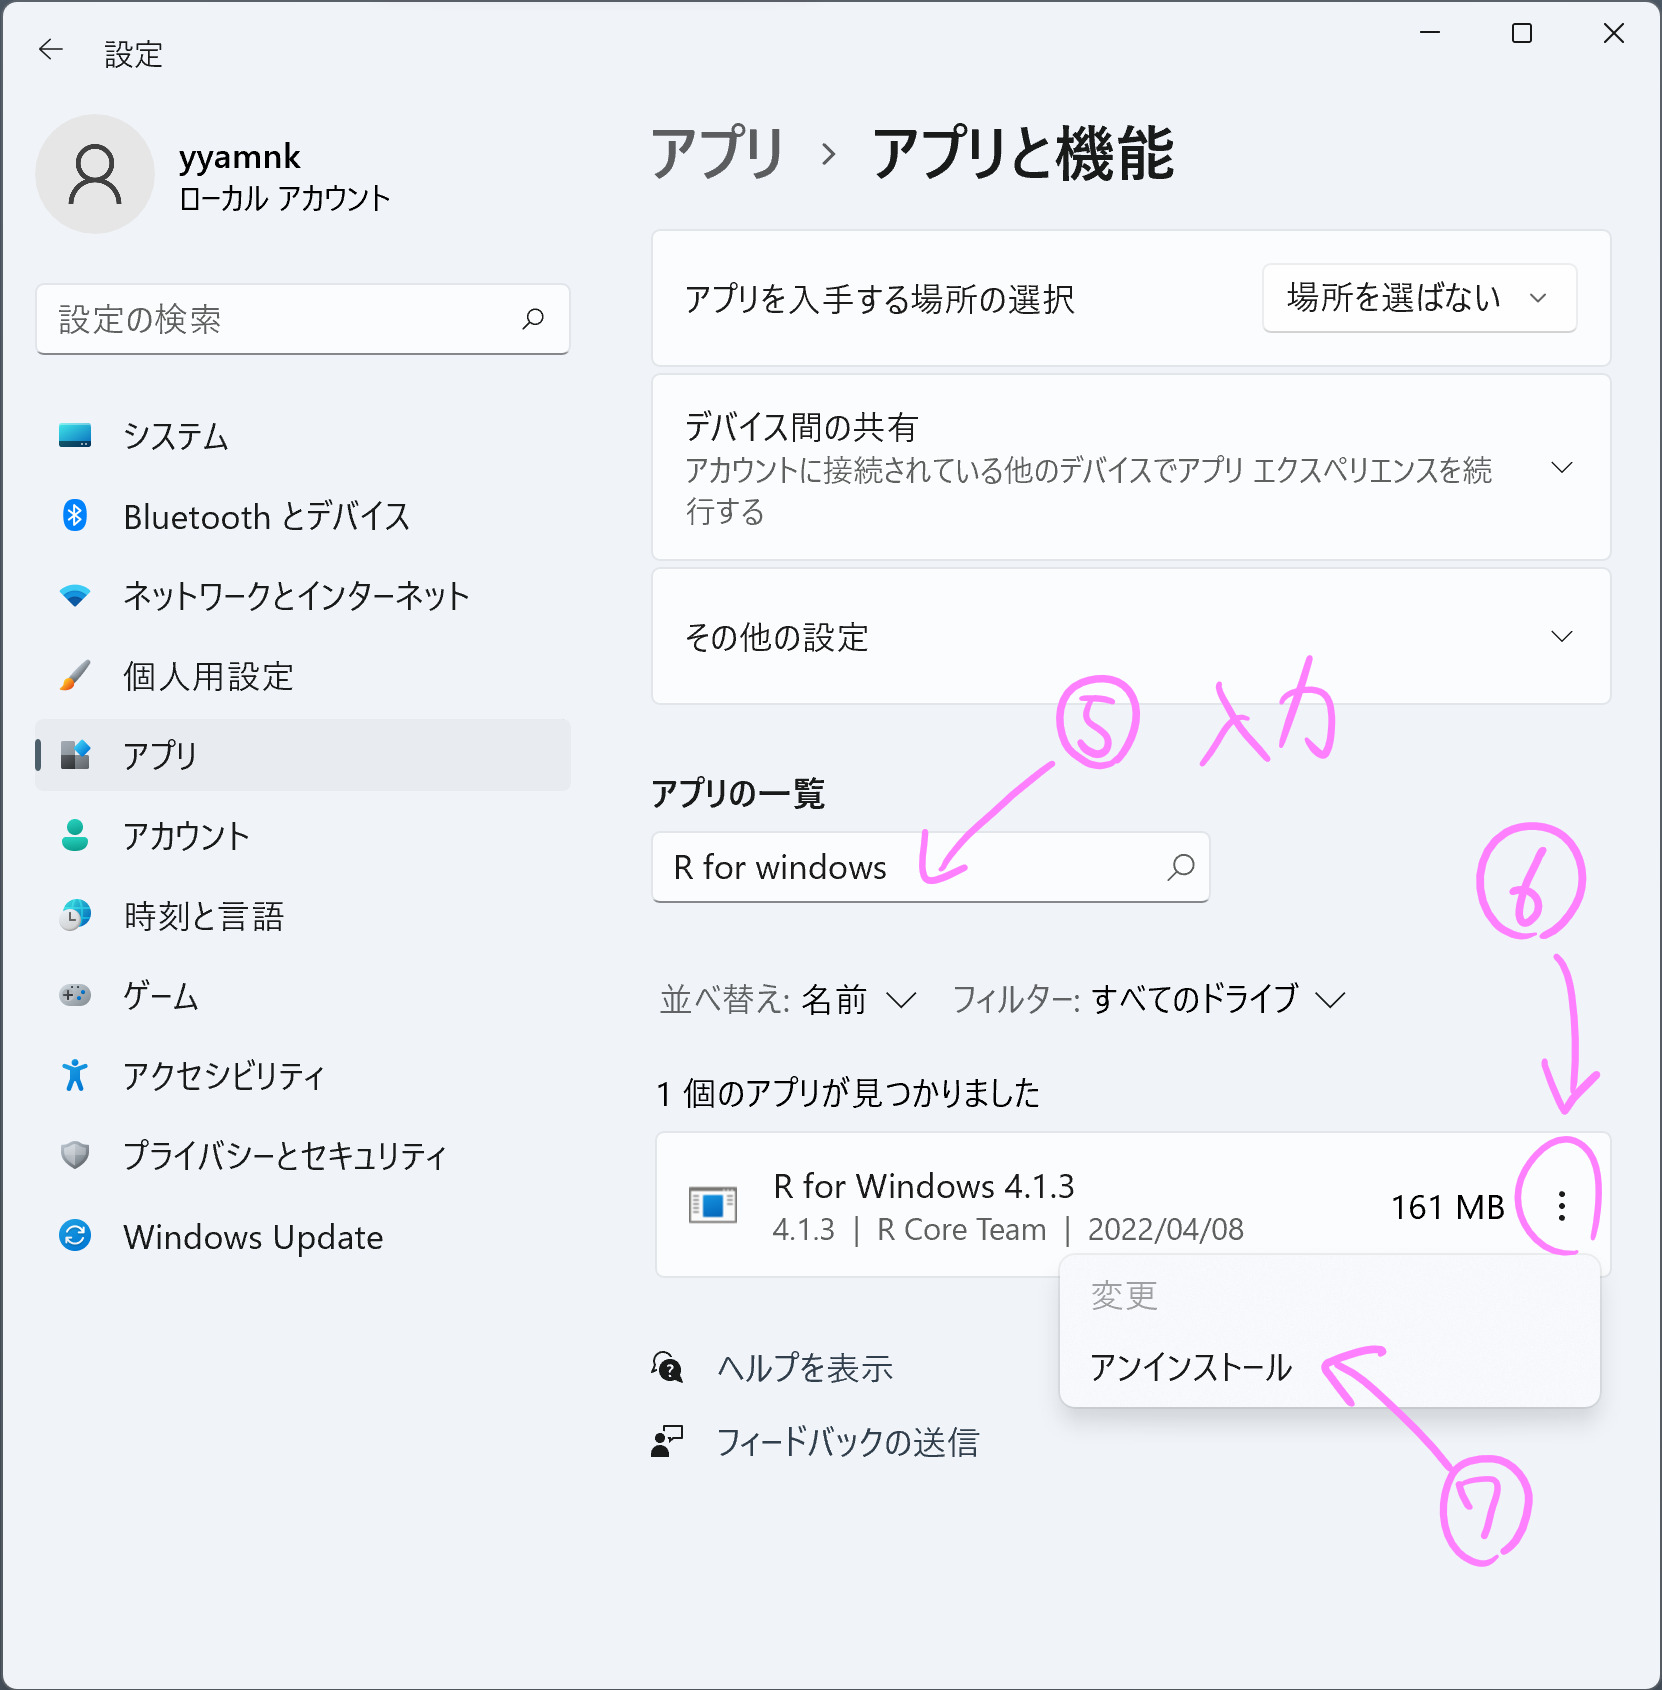 設定
yyamnk
ローカル アカウント
設定の検索
システム
Bluetooth とデバイス
ネットワークとインターネット
個人用設定
アプリ
アカウント
時刻と言語
ゲーム
アクセシビリティ
プライバシーとセキュリティ
Windows Update
アプリ › アプリと機能
アプリを入手する場所の選択
場所を選ばない
デバイス間の共有
アカウントに接続されている他のデバイスでアプリ エクスペリエンスを続
行する
その他の設定
⑤ 入力
アプリの一覧
R for windows
⑥
並べ替え: 名前 フィルター: すべてのドライブ
1 個のアプリが見つかりました
R for Windows 4.1.3
4.1.3 | R Core Team | 2022/04/08
161 MB
変更
アンインストール
⑦
ヘルプを表示
フィードバックの送信